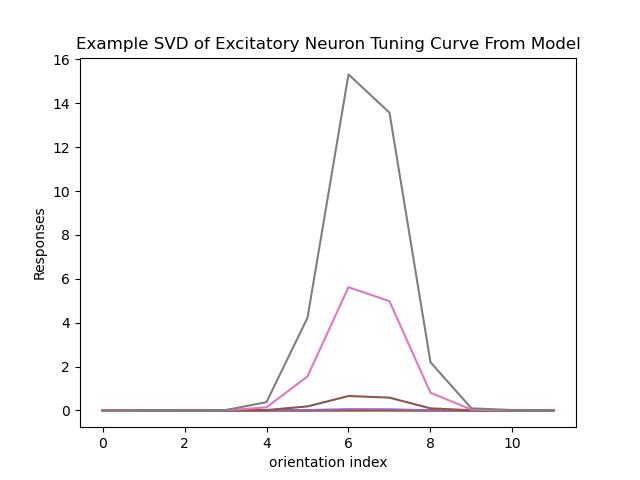 Example SVD of Excitatory Neuron Tuning Curve From Model
16
14
12
10
8
6
4
2
0
Responses
0 2 4 6 8 10
orientation index